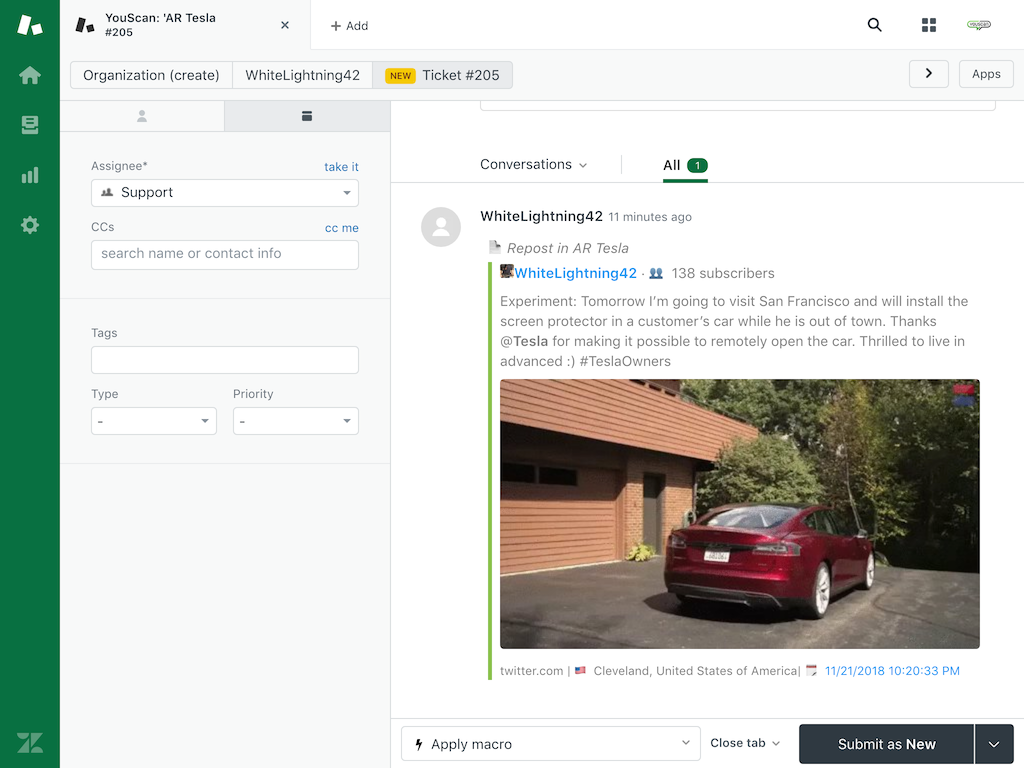 YouScan: 'AR Tesla
#205
Add
Organization (create)
WhiteLightning42
NEW Ticket #205
Apps
Assignee*
take it
Support
CCs
cc me
search name or contact info
Tags
Type
Priority
-
-
Conversations
All 1
WhiteLightning42 11 minutes ago
Repost in AR Tesla
WhiteLightning42 · 138 subscribers
Experiment: Tomorrow I'm going to visit San Francisco and will install the
screen protector in a customer's car while he is out of town. Thanks
@Tesla for making it possible to remotely open the car. Thrilled to live in
advanced :) #TeslaOwners
twitter.com | Cleveland, United States of America| 11/21/2018 10:20:33 PM
Apply macro
Close tab
Submit as New